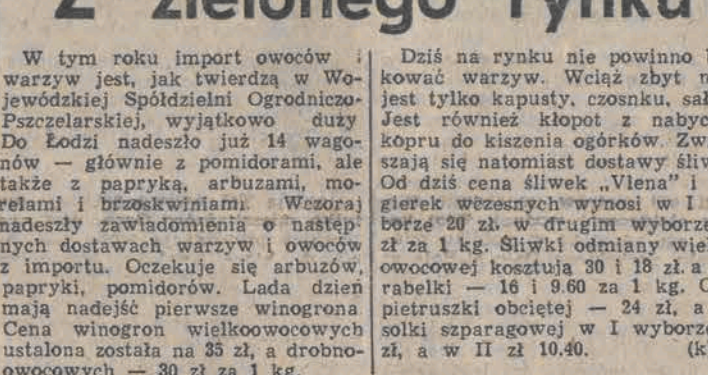 Z zielonego rynku
W tym roku import owoców i
warzyw jest, jak twierdzą w Wo-
jewódzkiej Spółdzielni Ogrodniczo-
Pszczelarskiej, wyjątkowo duży
Do Łodzi nadeszło już 14 wago-
nów — głównie z pomidorami, ale
także z papryką, arbuzami, mo-
relami i brzoskwiniami. Wczoraj
nadeszły zawiadomienia o następ-
nych dostawach warzyw i owoców
z importu. Oczekuje się arbuzów,
papryki, pomidorów. Lada dzień
mają nadejść pierwsze winogrona
Cena winogron wielkoowocowych
ustalona została na 35 zł, a drobno-
owocowych — 30 zł za 1 kg.
Dziś na rynku nie powinno
kować warzyw. Wciąż zbyt
jest tylko kapusty, czosnku, sał
Jest również kłopot z nabyc
kopru do kiszenia ogórków. Zw
szają się natomiast dostawy śliw
Od dziś cena śliwek „Vlena" i
gierek wczesnych wynosi w I
borze 20 zł, w drugim wyborze
zł za 1 kg. Śliwki odmiany wiel
owocowej kosztują 30 i 18 zł. a
rabelki — 16 i 9.60 za 1 kg. C
pietruszki obciętej — 24 zł, a
solki szparagowej w I wyborze
zł, a w II zł 10.40. (k